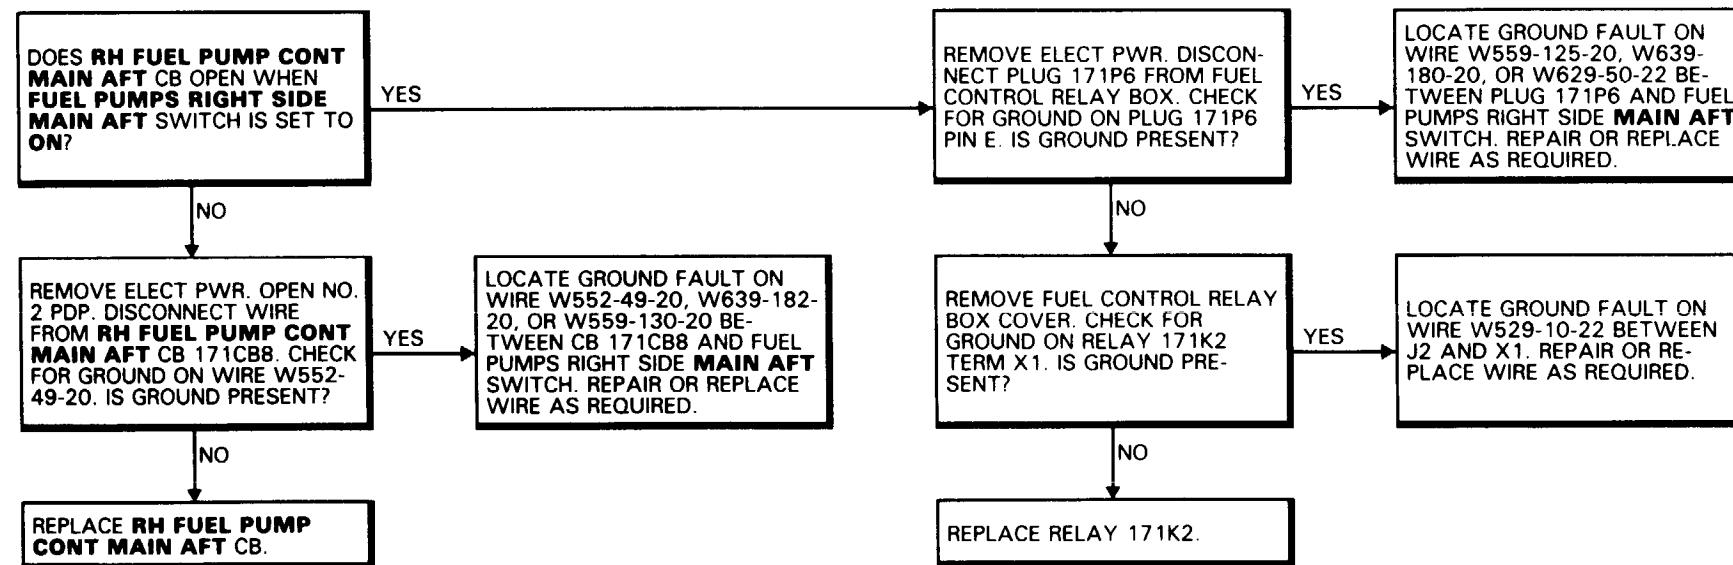 DOES RH FUEL PUMP CONT
MAIN AFT CB OPEN WHEN
FUEL PUMPS RIGHT SIDE
MAIN AFT SWITCH IS SET TO
ON?
YES
REMOVE ELECT PWR. DISCON-
NECT PLUG 171P6 FROM FUEL
CONTROL RELAY BOX. CHECK
FOR GROUND ON PLUG 171P6
PIN E. IS GROUND PRESENT?
YES
LOCATE GROUND FAULT ON
WIRE W559-125-20, W639-
180-20, OR W629-50-22 BE-
TWEEN PLUG 171P6 AND FUEL
PUMPS RIGHT SIDE MAIN AFT
SWITCH. REPAIR OR REPLACE
WIRE AS REQUIRED.
NO
NO
REMOVE ELECT PWR. OPEN NO.
2 PDP. DISCONNECT WIRE
FROM RH FUEL PUMP CONT
MAIN AFT CB 171CB8. CHECK
FOR GROUND ON WIRE W552-
49-20. IS GROUND PRESENT?
YES
LOCATE GROUND FAULT ON
WIRE W552-49-20, W639-182-
20, OR W559-130-20 BE-
TWEEN CB 171CB8 AND FUEL
PUMPS RIGHT SIDE MAIN AFT
SWITCH. REPAIR OR REPLACE
WIRE AS REQUIRED.
REMOVE FUEL CONTROL RELAY
BOX COVER. CHECK FOR
GROUND ON RELAY 171K2
TERM X1. IS GROUND PRE-
SENT?
YES
LOCATE GROUND FAULT ON
WIRE W529-10-22 BETWEEN
J2 AND X1. REPAIR OR RE-
PLACE WIRE AS REQUIRED.
NO
NO
REPLACE RH FUEL PUMP
CONT MAIN AFT CB.
REPLACE RELAY 171K2.